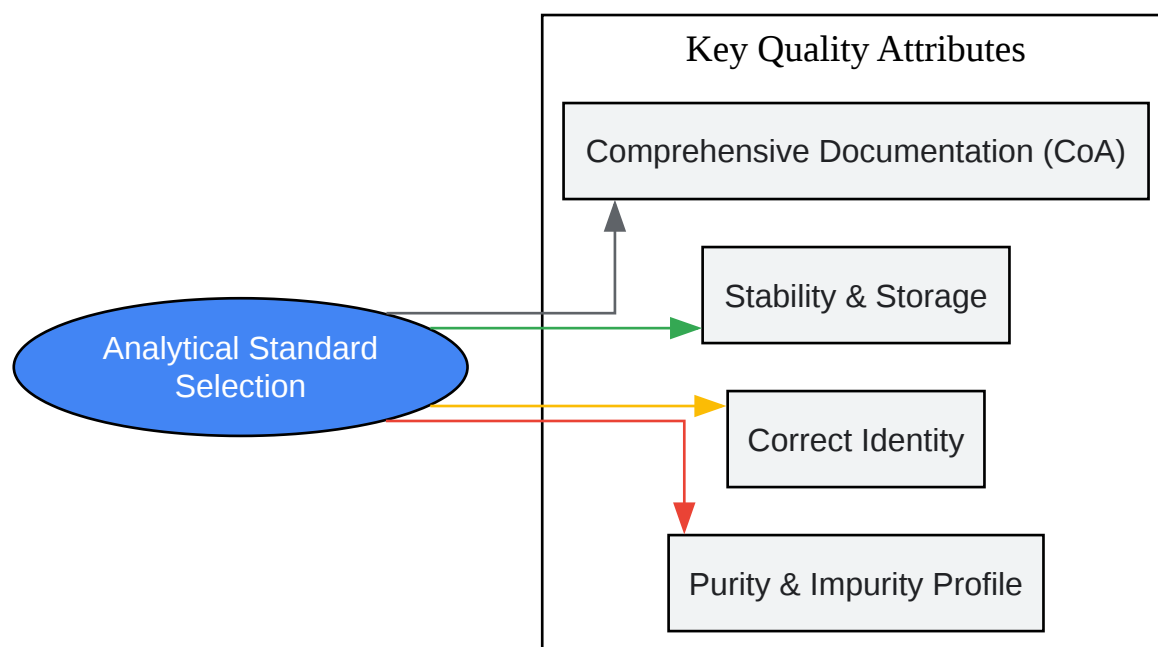 Key Quality Attributes
Comprehensive Documentation (CoA)
Stability & Storage
Analytical Standard
Selection
Correct Identity
Purity & Impurity Profile